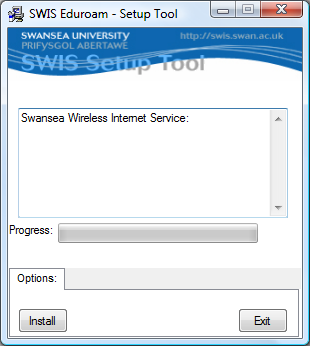 SWIS Eduroam - Setup Tool
SWANSEA UNIVERSITY
PRIFYSGOL ABERTAWE
http://swis.swan.ac.uk
SWIS Setup Tool
Swansea Wireless Internet Service:
Progress:
Options:
Install
Exit